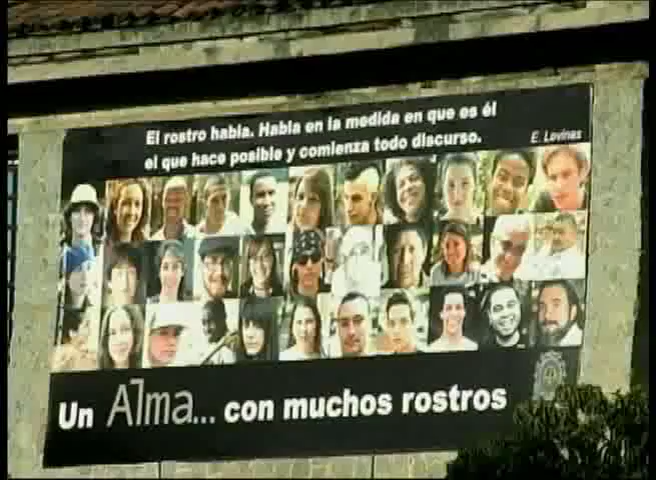 El rostro habla. Habla en la medida en que es él
el que hace posible y comienza todo discurso.
E. Levinas
Un Alma... con muchos rostros